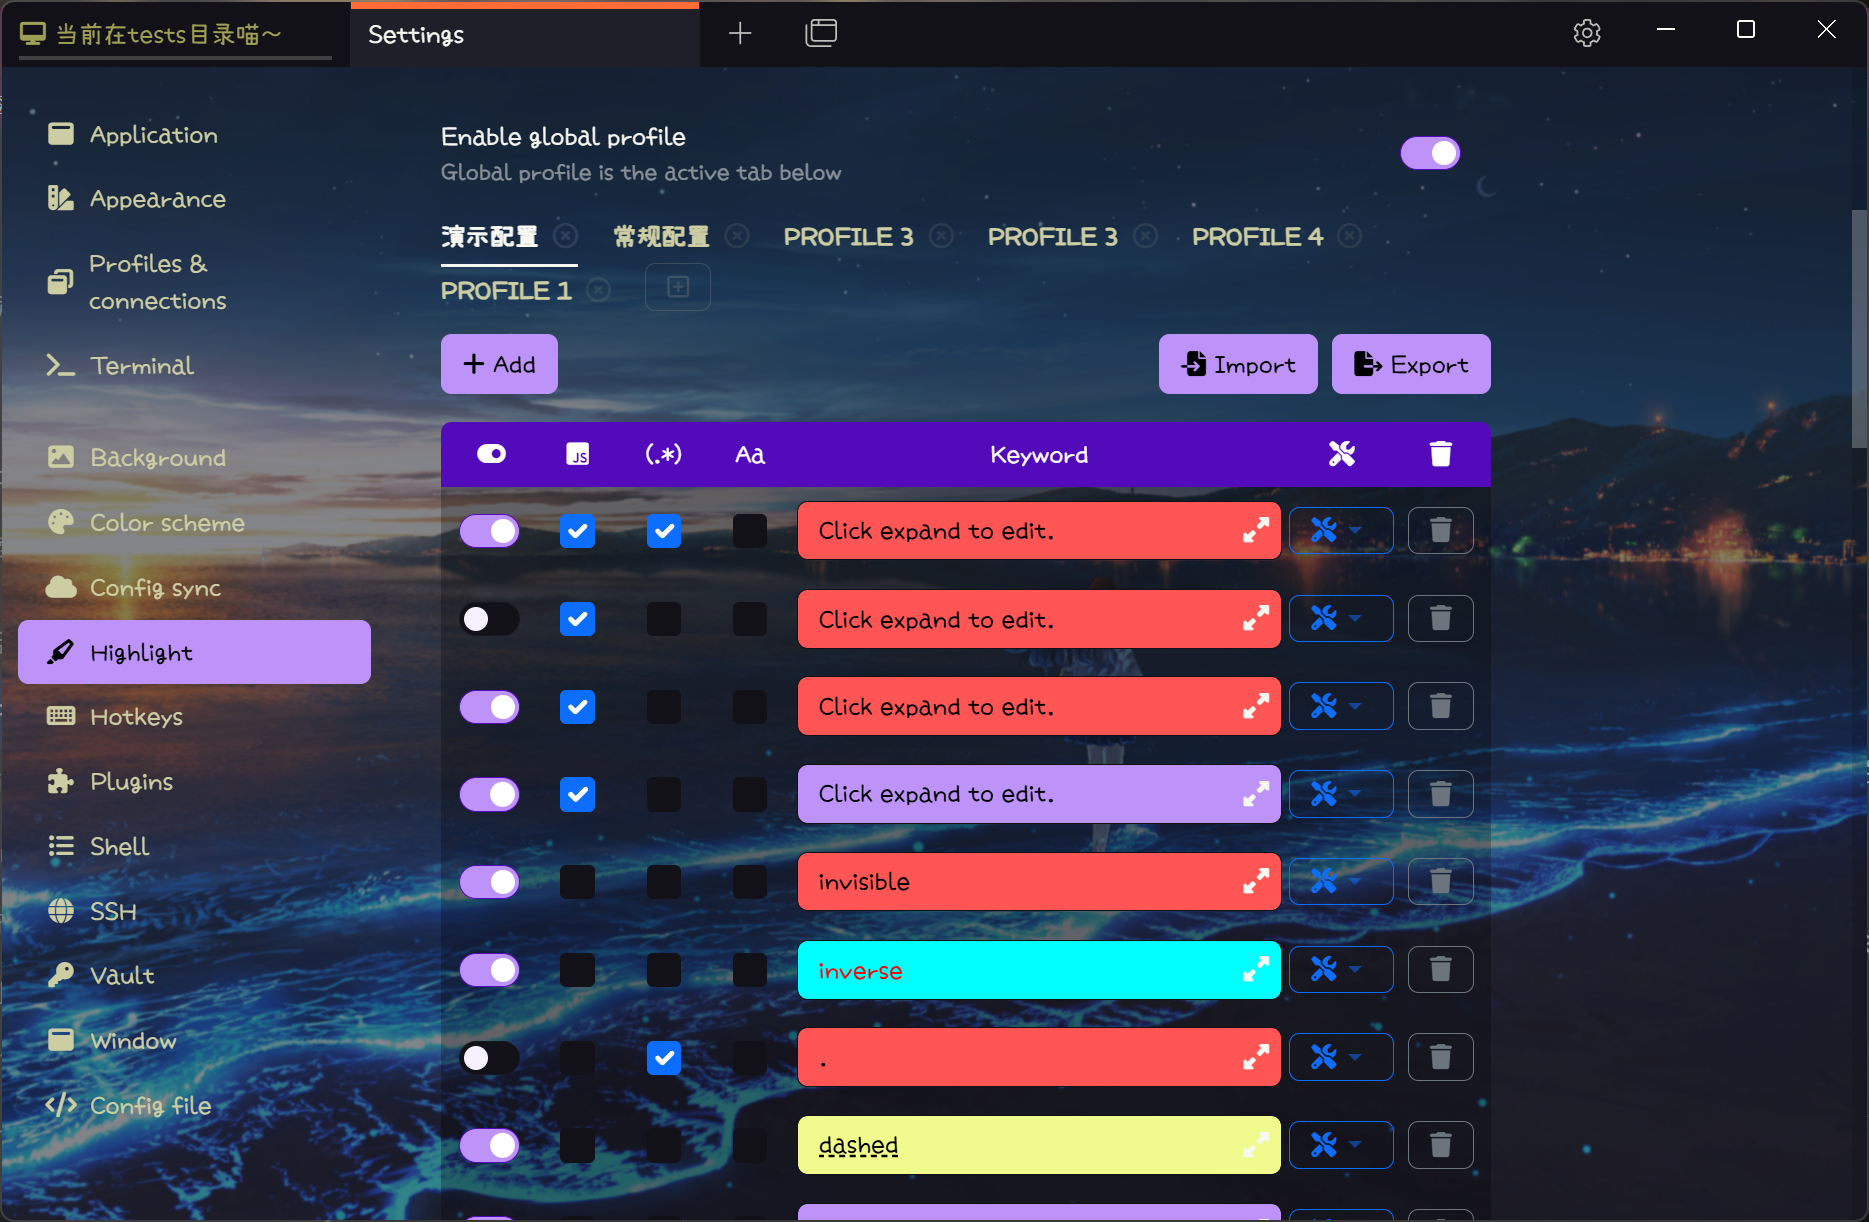 当前在tests目录喵～
Settings
Application
Appearance
Profiles &
connections
Terminal
Background
Color scheme
Config sync
Highlight
Hotkeys
Plugins
Shell
SSH
Vault
Window
Config file
Enable global profile
Global profile is the active tab below
演示配置 常规配置 PROFILE 3 PROFILE 3 PROFILE 4
PROFILE 1
Add Import Export
JS (.*) Aa Keyword
Click expand to edit.
Click expand to edit.
Click expand to edit.
Click expand to edit.
invisible
inverse
.
dashed